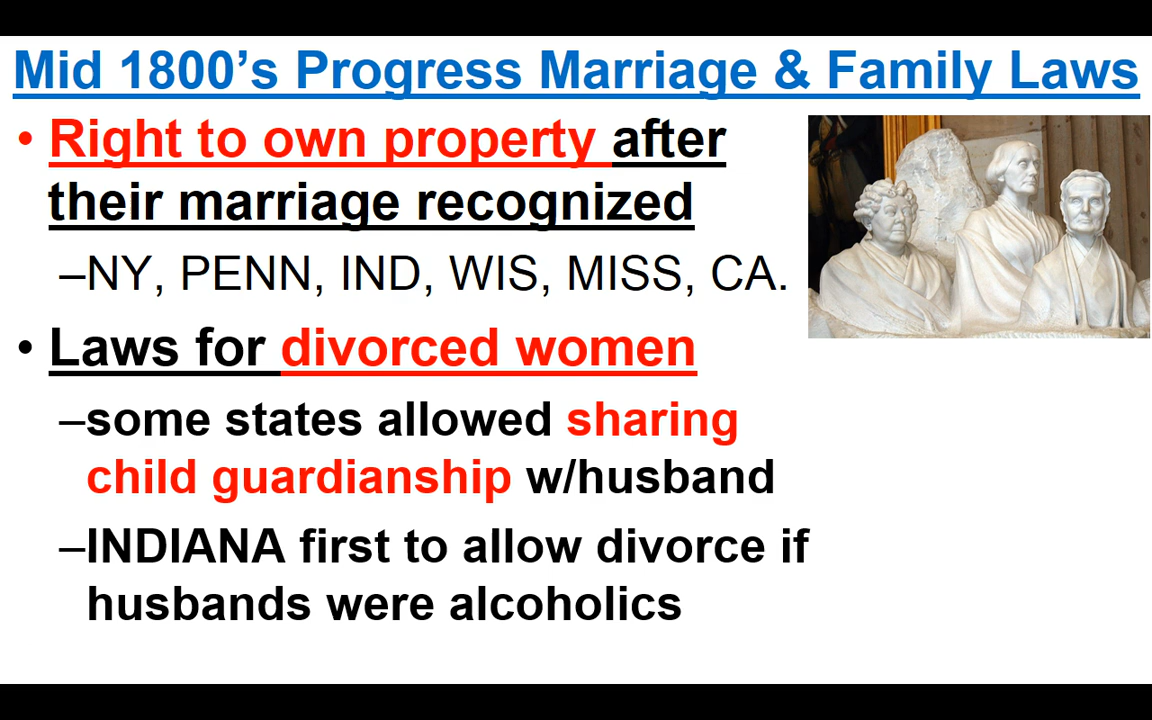 Mid 1800’s Progress Marriage & Family Laws
• Right to own property after
their marriage recognized
–NY, PENN, IND, WIS, MISS, CA.
• Laws for divorced women
–some states allowed sharing
child guardianship w/husband
–INDIANA first to allow divorce if
husbands were alcoholics